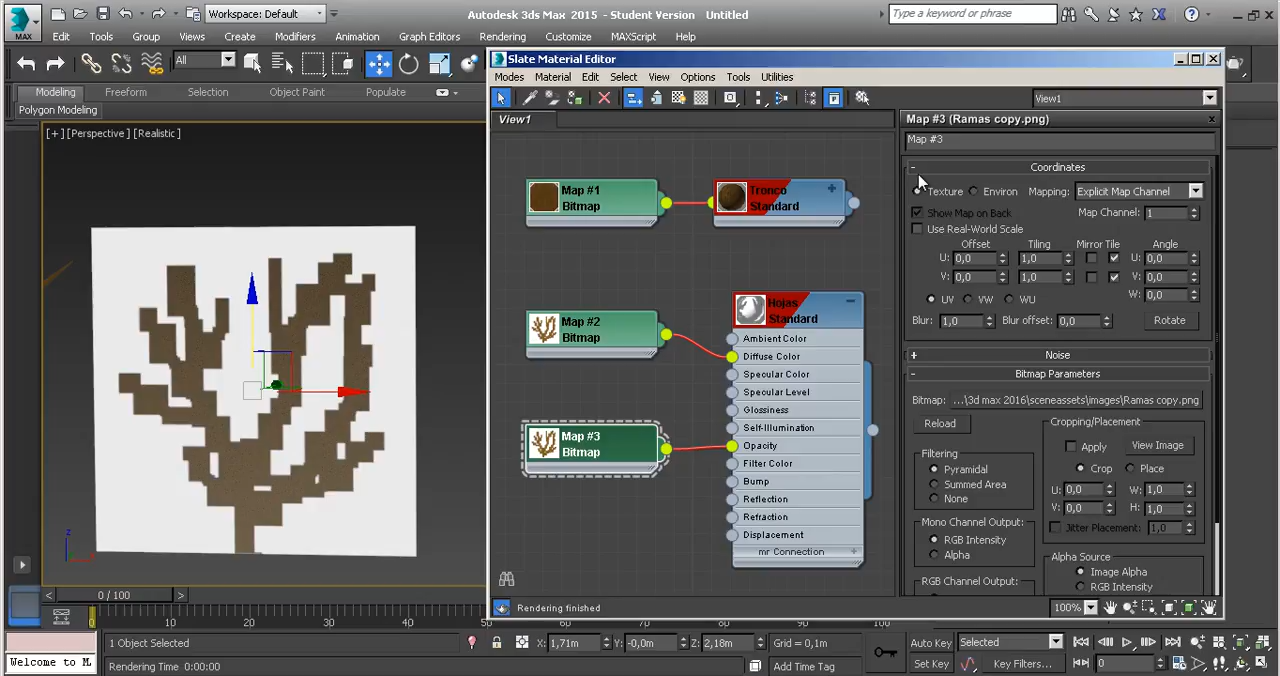 Workspace: Default
Autodesk 3ds Max 2015 - Student Version Untitled
Type a keyword or phrase
MAX
Edit Tools Group Views Create Modifiers Animation Graph Editors Rendering Customize MAXScript Help
All
Modeling Freeform Selection Object Paint Populate
Polygon Modeling
[+] [Perspective] [Realistic]
z
Slate Material Editor
Modes Material Edit Select View Options Tools Utilities
View1
View1
Map #1
Bitmap
Tronco
Standard
Map #2
Bitmap
Map #3
Bitmap
Hojas
Standard
Ambient Color
Diffuse Color
Specular Color
Specular Level
Glossiness
Self-Illumination
Opacity
Filter Color
Bump
Reflection
Refraction
Displacement
mr Connection
Map #3 (Ramas copy.png)
Map #3
Coordinates
Texture Environ Mapping: Explicit Map Channel
Show Map on Back Map Channel: 1
Use Real-World Scale
Offset Tiling Mirror Tile Angle
U: 0,0 1,0 U: 0,0
V: 0,0 1,0 V: 0,0
W: 0,0
UV VW WU
Blur: 1,0 Blur offset: 0,0 Rotate
Noise
Bitmap Parameters
Bitmap: ...\3d max 2016\sceneassets\images\Ramas copy.png
Reload
Cropping/Placement
Apply View Image
Crop Place
U: 0,0 W: 1,0
V: 0,0 H: 1,0
Jitter Placement: 1,0
Filtering
Pyramidal
Summed Area
None
Mono Channel Output:
RGB Intensity
Alpha
RGB Channel Output:
Alpha Source
Image Alpha
RGB Intensity
Rendering finished
100%
0 / 100
0 10 20 30 40 50 60 70 80 90 100
1 Object Selected
X: 1,71m Y: -0,0m Z: 2,18m Grid = 0,1m
Auto Key Selected
Welcome to M
Rendering Time 0:00:00
Add Time Tag
Set Key Key Filters...
0